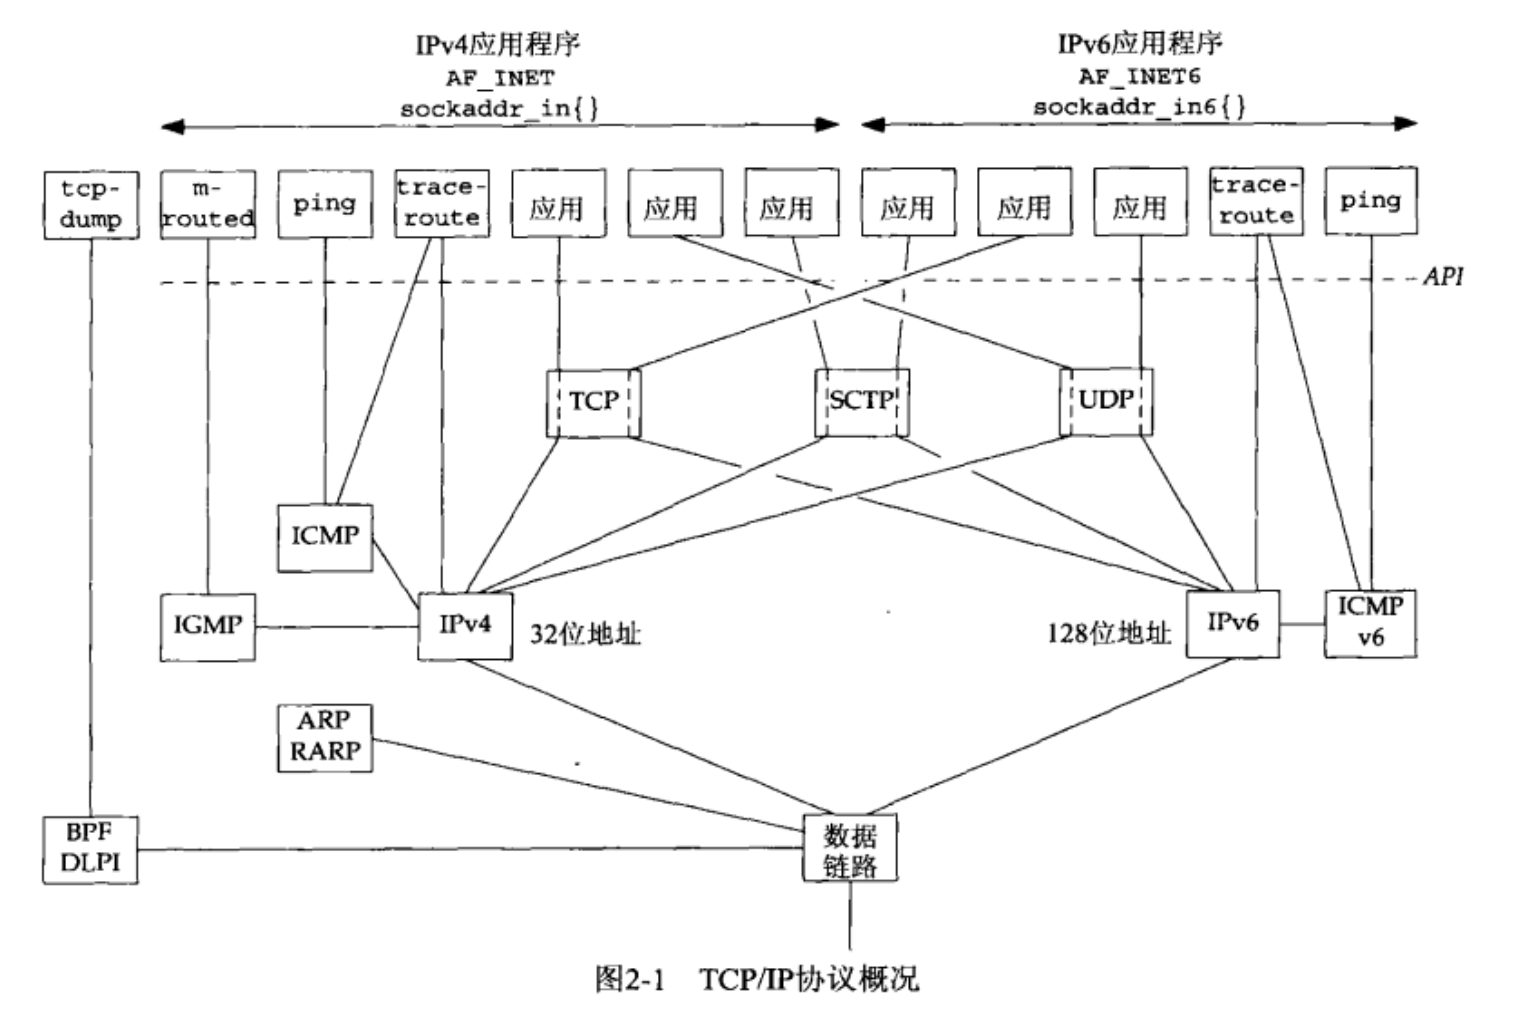 IPv4应用程序
AF_INET
sockaddr_in{}
IPv6应用程序
AF_INET6
sockaddr_in6{}
tcp-
dump
m-
routed
ping
trace-
route
应用
应用
应用
应用
应用
应用
trace-
route
ping
API
TCP
SCTP
UDP
ICMP
IGMP
IPv4
32位地址
128位地址
IPv6
ICMP
v6
ARP
RARP
BPF
DLPI
数据
链路
图2-1 TCP/IP协议概况